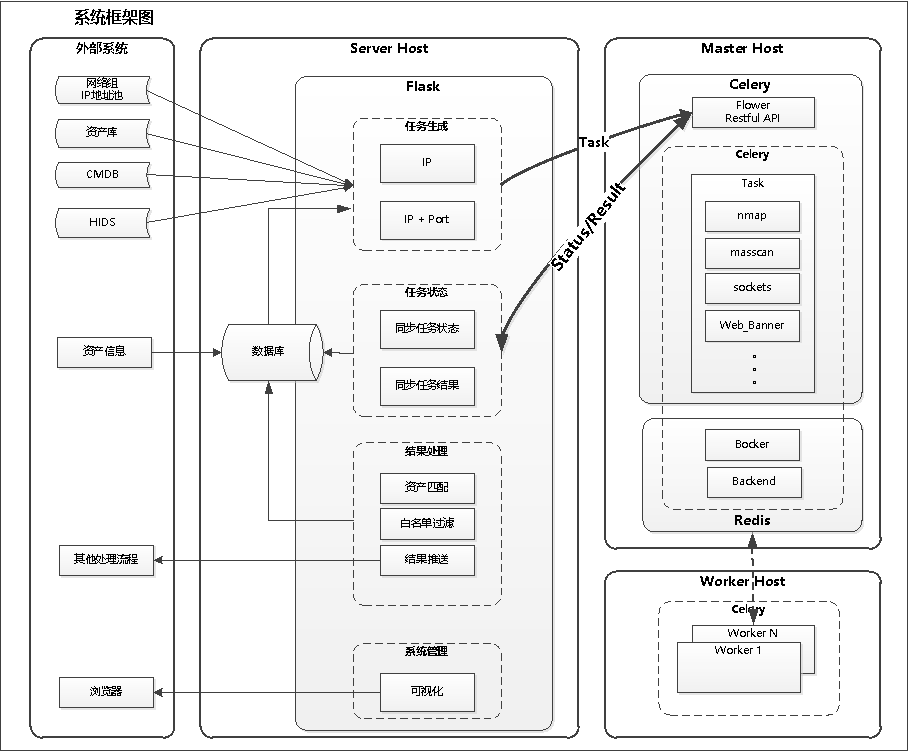 系统框架图
外部系统
网络组
IP地址池
资产库
CMDB
HIDS
资产信息
其他处理流程
浏览器
Server Host
Flask
任务生成
IP
IP + Port
任务状态
同步任务状态
同步任务结果
数据库
结果处理
资产匹配
白名单过滤
结果推送
系统管理
可视化
Task
Status/Result
Master Host
Celery
Flower
Restful API
Celery
Task
nmap
masscan
sockets
Web_Banner
Bocker
Backend
Redis
Worker Host
Celery
Worker N
Worker 1